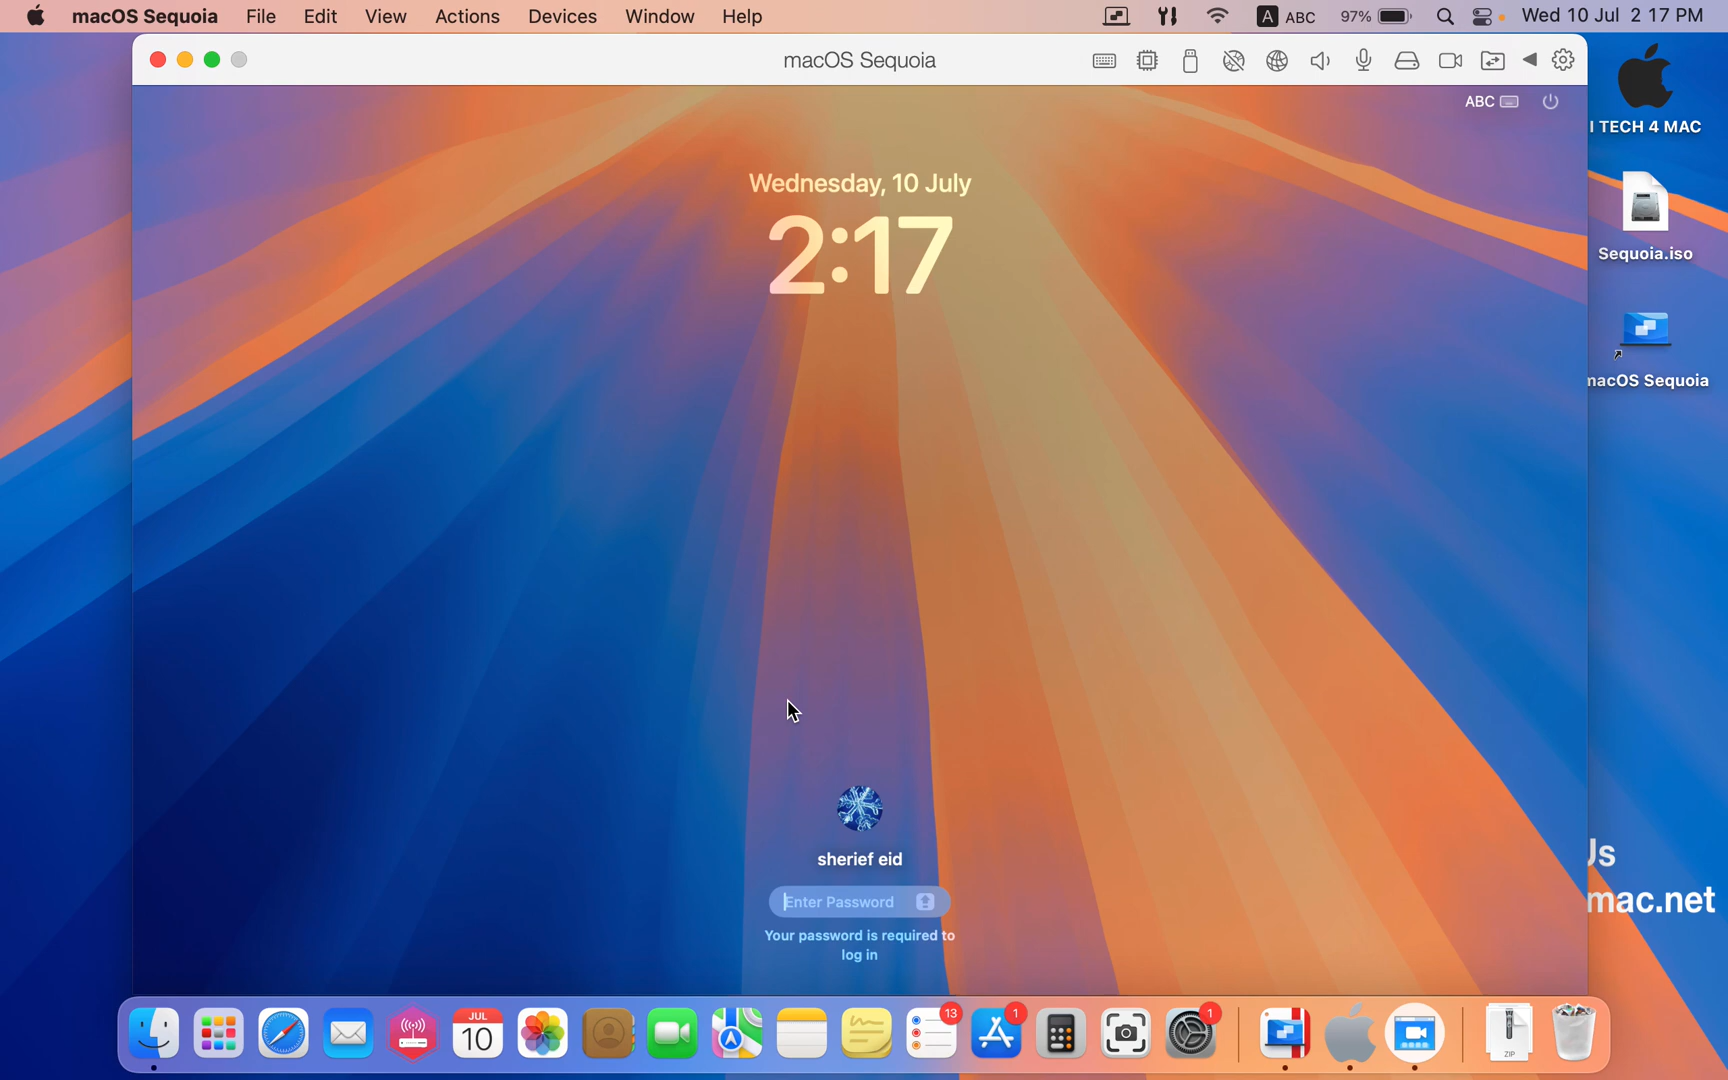 macOS Sequoia File Edit View Actions Devices Window Help A ABC 97% Wed 10 Jul 2 17 PM
macOS Sequoia
ABC
I TECH 4 MAC
Wednesday, 10 July
2:17
Sequoia.iso
macOS Sequoia
sherief eid
Enter Password
Your password is required to
log in
Us
mac.net
JUL
10
13
1
1
ZIP